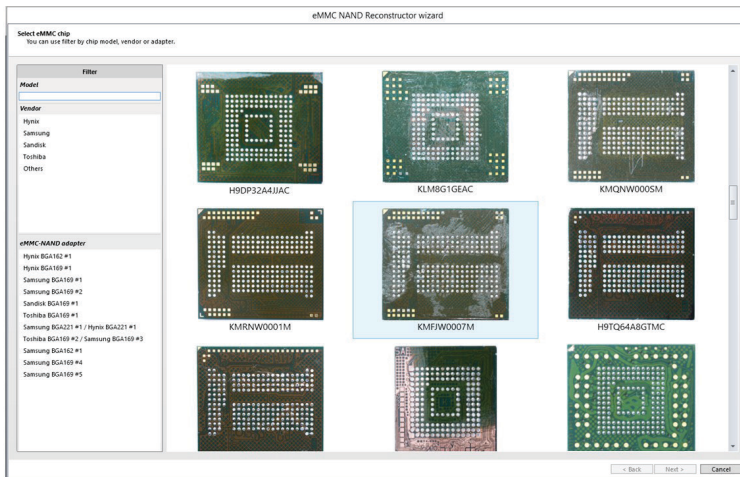 eMMC NAND Reconstructor wizard
Select eMMC chip
You can use filter by chip model, vendor or adapter.
Filter
Model
Vendor
Hynix
Samsung
Sandisk
Toshiba
Others
eMMC-NAND adapter
Hynix BGA162 #1
Hynix BGA169 #1
Samsung BGA169 #1
Samsung BGA169 #2
Sandisk BGA169 #1
Toshiba BGA169 #1
Samsung BGA221 #1 / Hynix BGA221 #1
Toshiba BGA169 #2 / Samsung BGA169 #3
Samsung BGA162 #1
Samsung BGA169 #4
Samsung BGA169 #5
H9DP32A4JJAC
KLM8G1GEAC
KMQNW000SM
KMRNW0001M
KMFJW0007M
H9TQ64A8GTMC
< Back
Next >
Cancel